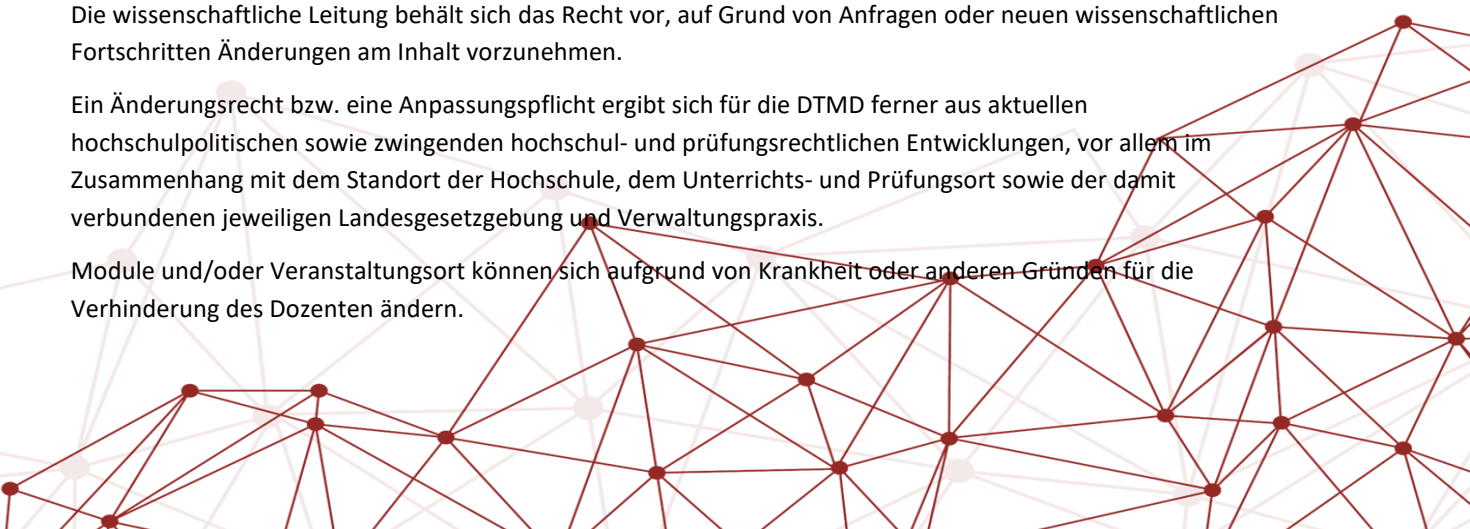 Die wissenschaftliche Leitung behält sich das Recht vor, auf Grund von Anfragen oder neuen wissenschaftlichen
Fortschritten Änderungen am Inhalt vorzunehmen.
Ein Änderungsrecht bzw. eine Anpassungspflicht ergibt sich für die DTMD ferner aus aktuellen
hochschulpolitischen sowie zwingenden hochschul- und prüfungsrechtlichen Entwicklungen, vor allem im
Zusammenhang mit dem Standort der Hochschule, dem Unterrichts- und Prüfungsort sowie der damit
verbundenen jeweiligen Landesgesetzgebung und Verwaltungspraxis.
Module und/oder Veranstaltungsort können sich aufgrund von Krankheit oder anderen Gründen für die
Verhinderung des Dozenten ändern.